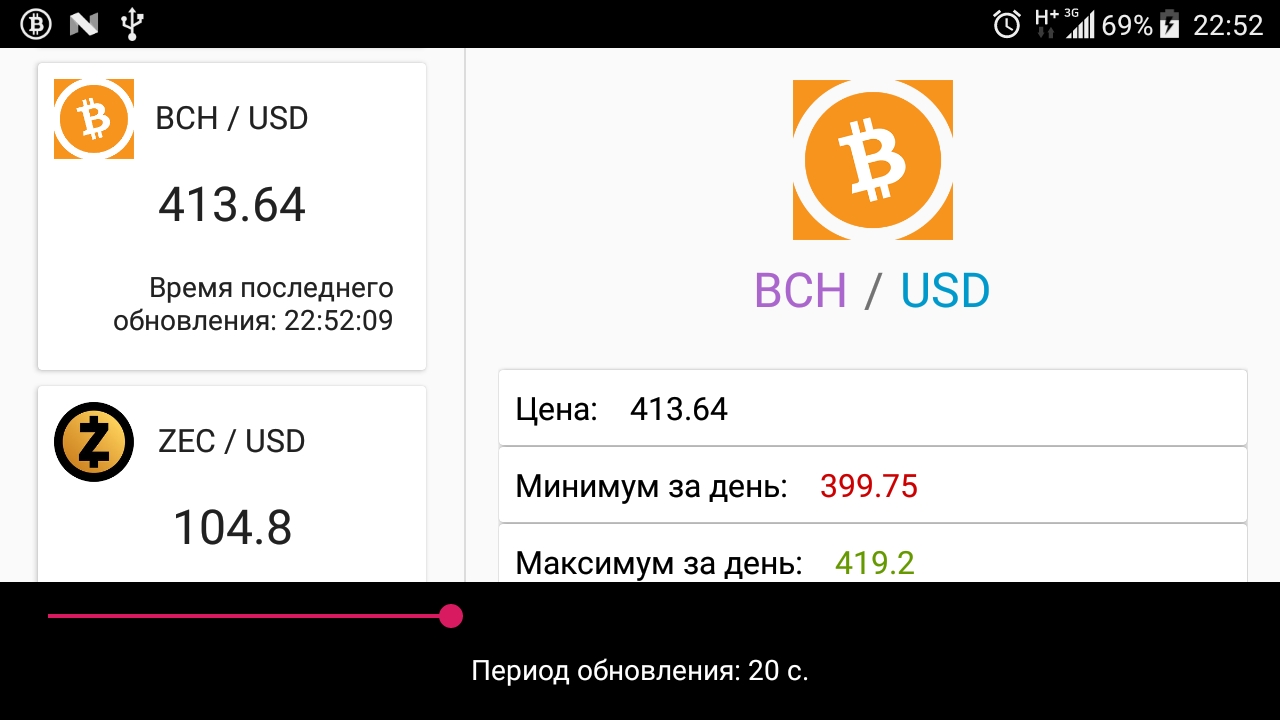 H+ 3G 69% 22:52
BCH / USD
413.64
Время последнего
обновления: 22:52:09
ZEC / USD
104.8
BCH / USD
Цена: 413.64
Минимум за день: 399.75
Максимум за день: 419.2
Период обновления: 20 с.